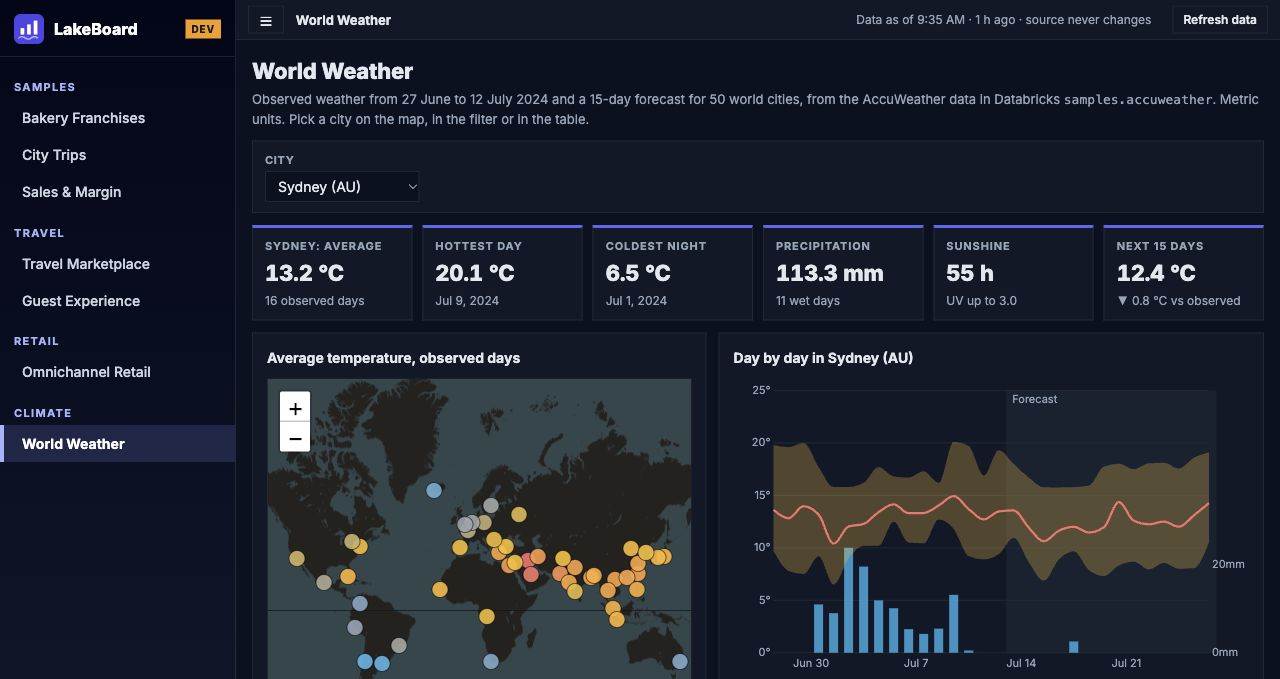 LakeBoard
DEV
SAMPLES
Bakery Franchises
City Trips
Sales & Margin
TRAVEL
Travel Marketplace
Guest Experience
RETAIL
Omnichannel Retail
CLIMATE
World Weather
World Weather
Data as of 9:35 AM · 1 h ago · source never changes
Refresh data
World Weather
Observed weather from 27 June to 12 July 2024 and a 15-day forecast for 50 world cities, from the AccuWeather data in Databricks samples.accuweather. Metric
units. Pick a city on the map, in the filter or in the table.
CITY
Sydney (AU)
SYDNEY: AVERAGE
13.2 °C
16 observed days
HOTTEST DAY
20.1 °C
Jul 9, 2024
COLDEST NIGHT
6.5 °C
Jul 1, 2024
PRECIPITATION
113.3 mm
11 wet days
SUNSHINE
55 h
UV up to 3.0
NEXT 15 DAYS
12.4 °C
▼ 0.8 °C vs observed
Average temperature, observed days
+
−
Day by day in Sydney (AU)
25°
Forecast
20°
15°
10°
20mm
5°
0°
0mm
Jun 30
Jul 7
Jul 14
Jul 21